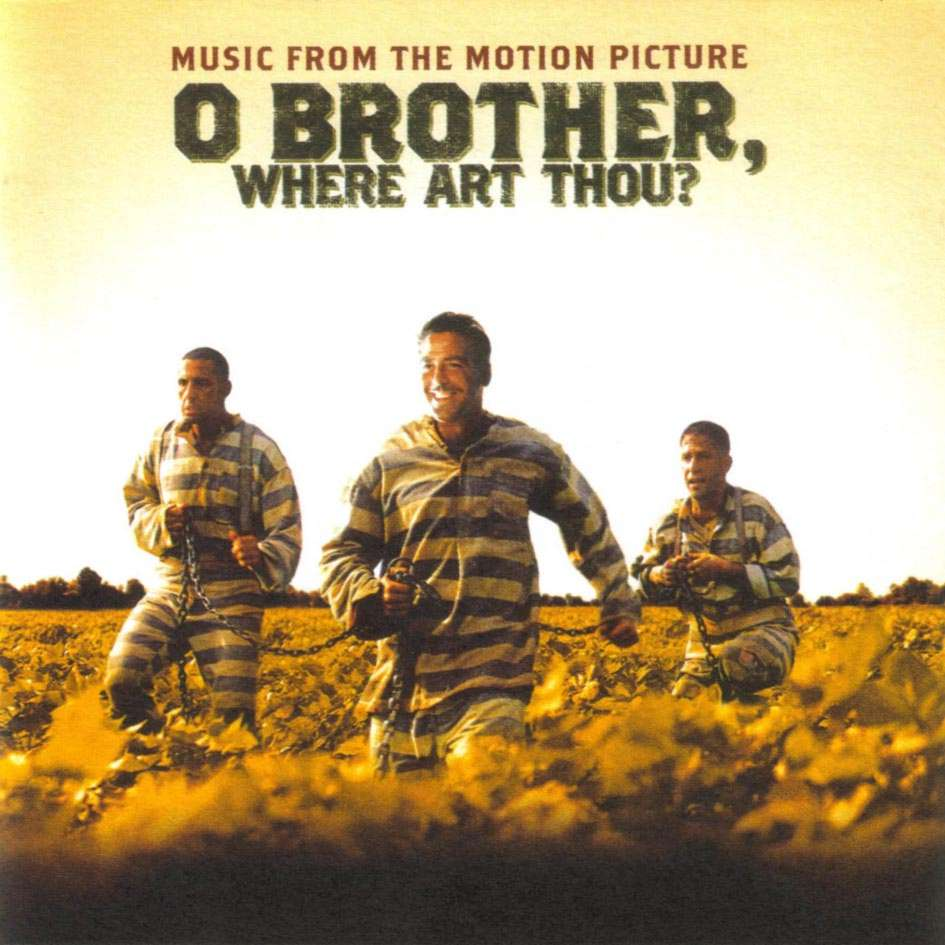 MUSIC FROM THE MOTION PICTURE
O BROTHER,
WHERE ART THOU?